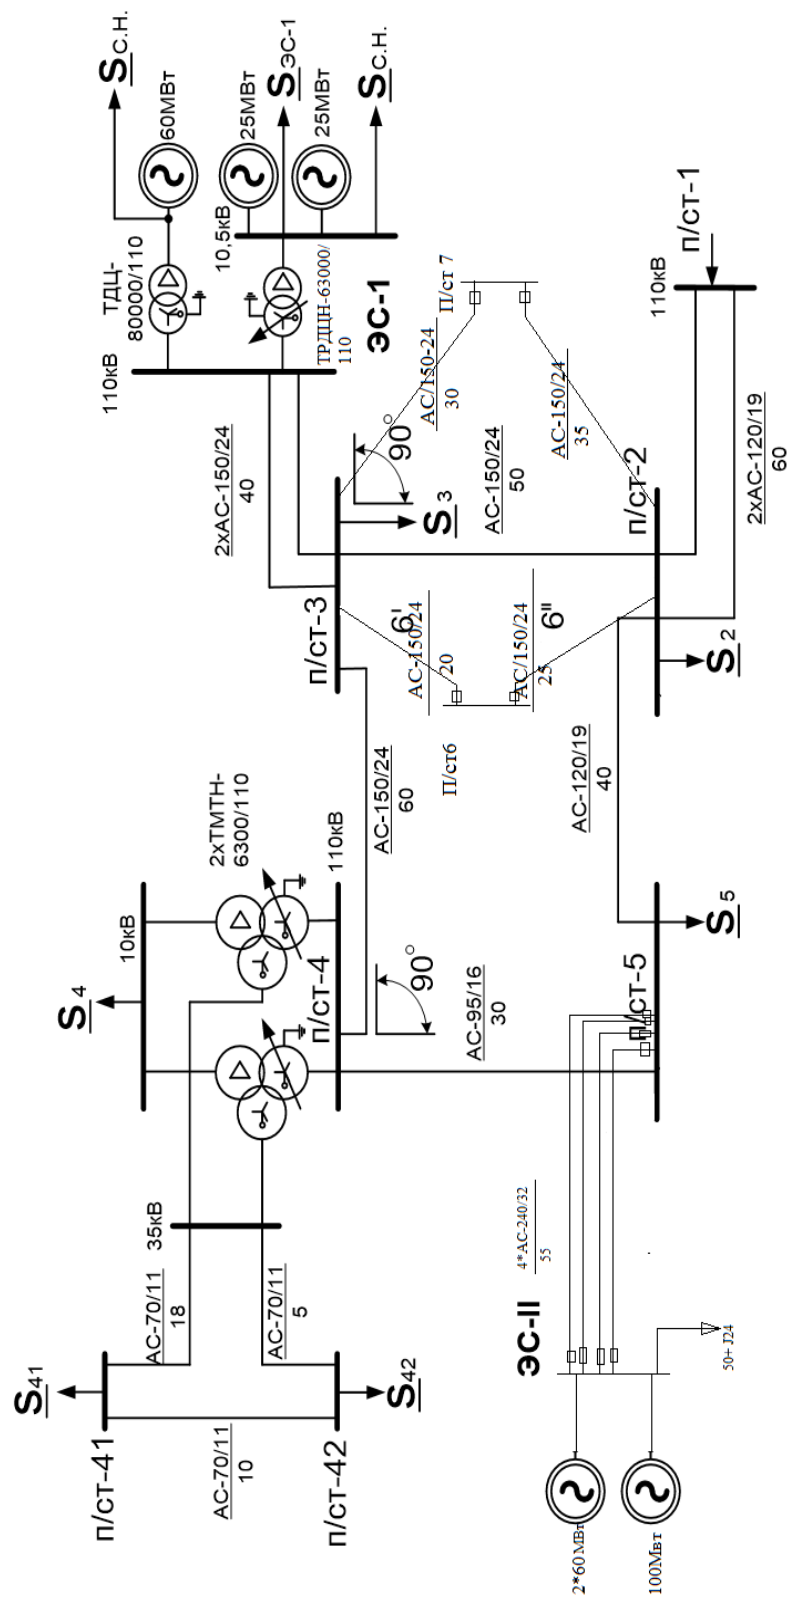 S С.Н.
60МВт
25МВт
S ЭС-1
25МВт
S С.Н.
ТДЦ-
80000/110
10,5кВ
ТРДЦН-63000/
110
ЭС-1
110кВ
2хАС-150/24
40
П/ст 7
АС/150-24
30
АС-150/24
35
90°
АС-150/24
50
S 3
п/ст-3
п/ст-2
110кВ
п/ст-1
2хАС-120/19
60
6'
АС-150/24
20
6"
АС/150/24
25
П/ст6
S 2
АС-150/24
60
АС-120/19
40
2хТМТН-
6300/110
10кВ
110кВ
S 4
п/ст-4
90°
АС-95/16
30
п/ст-5
S 5
35кВ
АС-70/11
18
АС-70/11
5
S 41
S 42
п/ст-41
АС-70/11
10
п/ст-42
4*АС-240/32
55
ЭС-II
50+ J24
2*60МВт
100Мвт